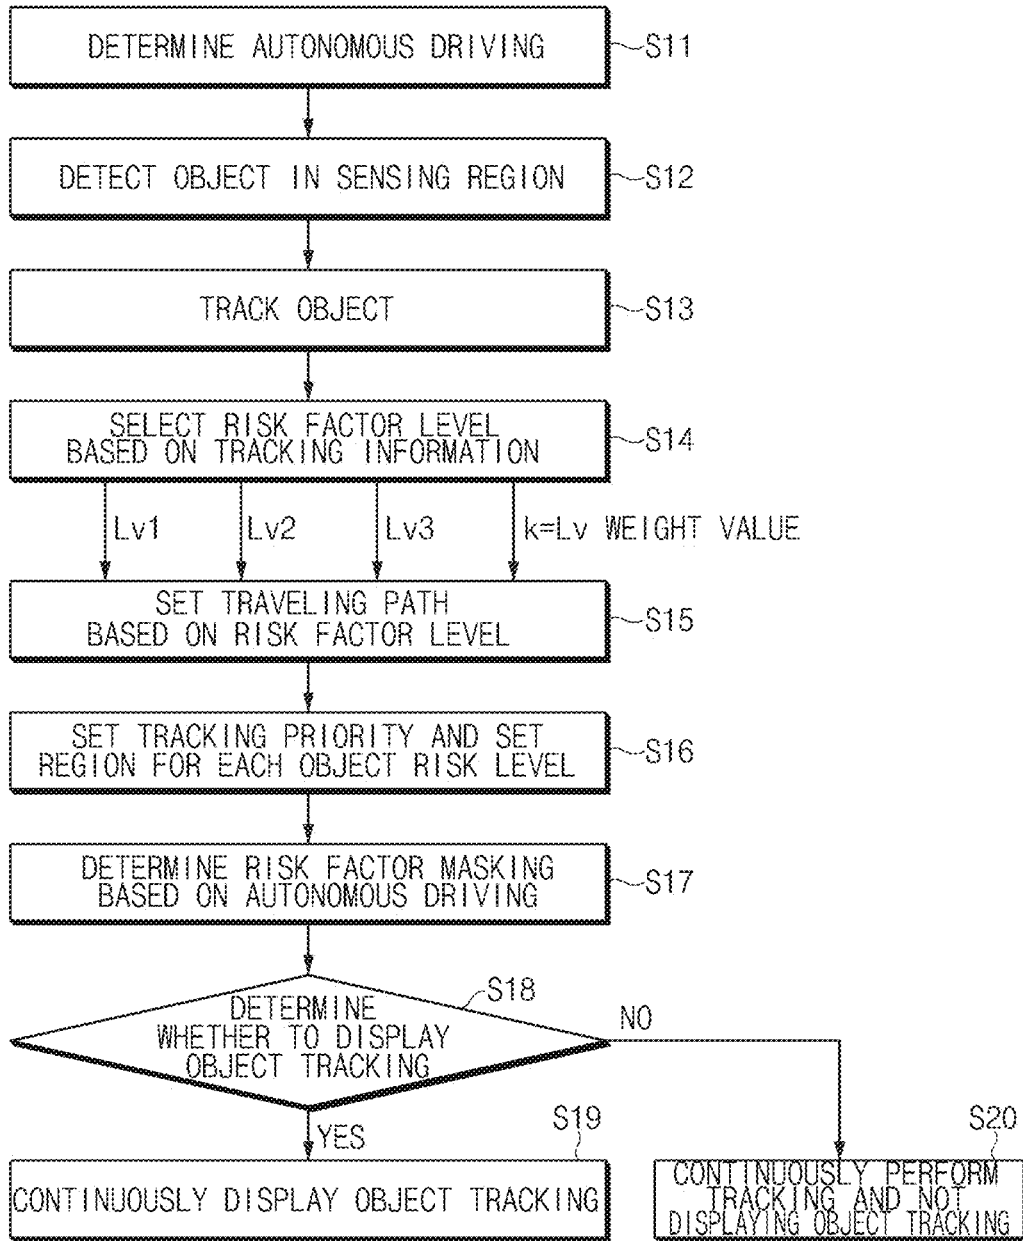 DETERMINE AUTONOMOUS DRIVING
S11
DETECT OBJECT IN SENSING REGION
S12
TRACK OBJECT
S13
SELECT RISK FACTOR LEVEL
BASED ON TRACKING INFORMATION
S14
Lv1
Lv2
Lv3
k=Lv WEIGHT VALUE
SET TRAVELING PATH
BASED ON RISK FACTOR LEVEL
S15
SET TRACKING PRIORITY AND SET
REGION FOR EACH OBJECT RISK LEVEL
S16
DETERMINE RISK FACTOR MASKING
BASED ON AUTONOMOUS DRIVING
S17
DETERMINE
WHETHER TO DISPLAY
OBJECT TRACKING
S18
NO
YES
S19
CONTINUOUSLY DISPLAY OBJECT TRACKING
S20
CONTINUOUSLY PERFORM
TRACKING AND NOT
DISPLAYING OBJECT TRACKING